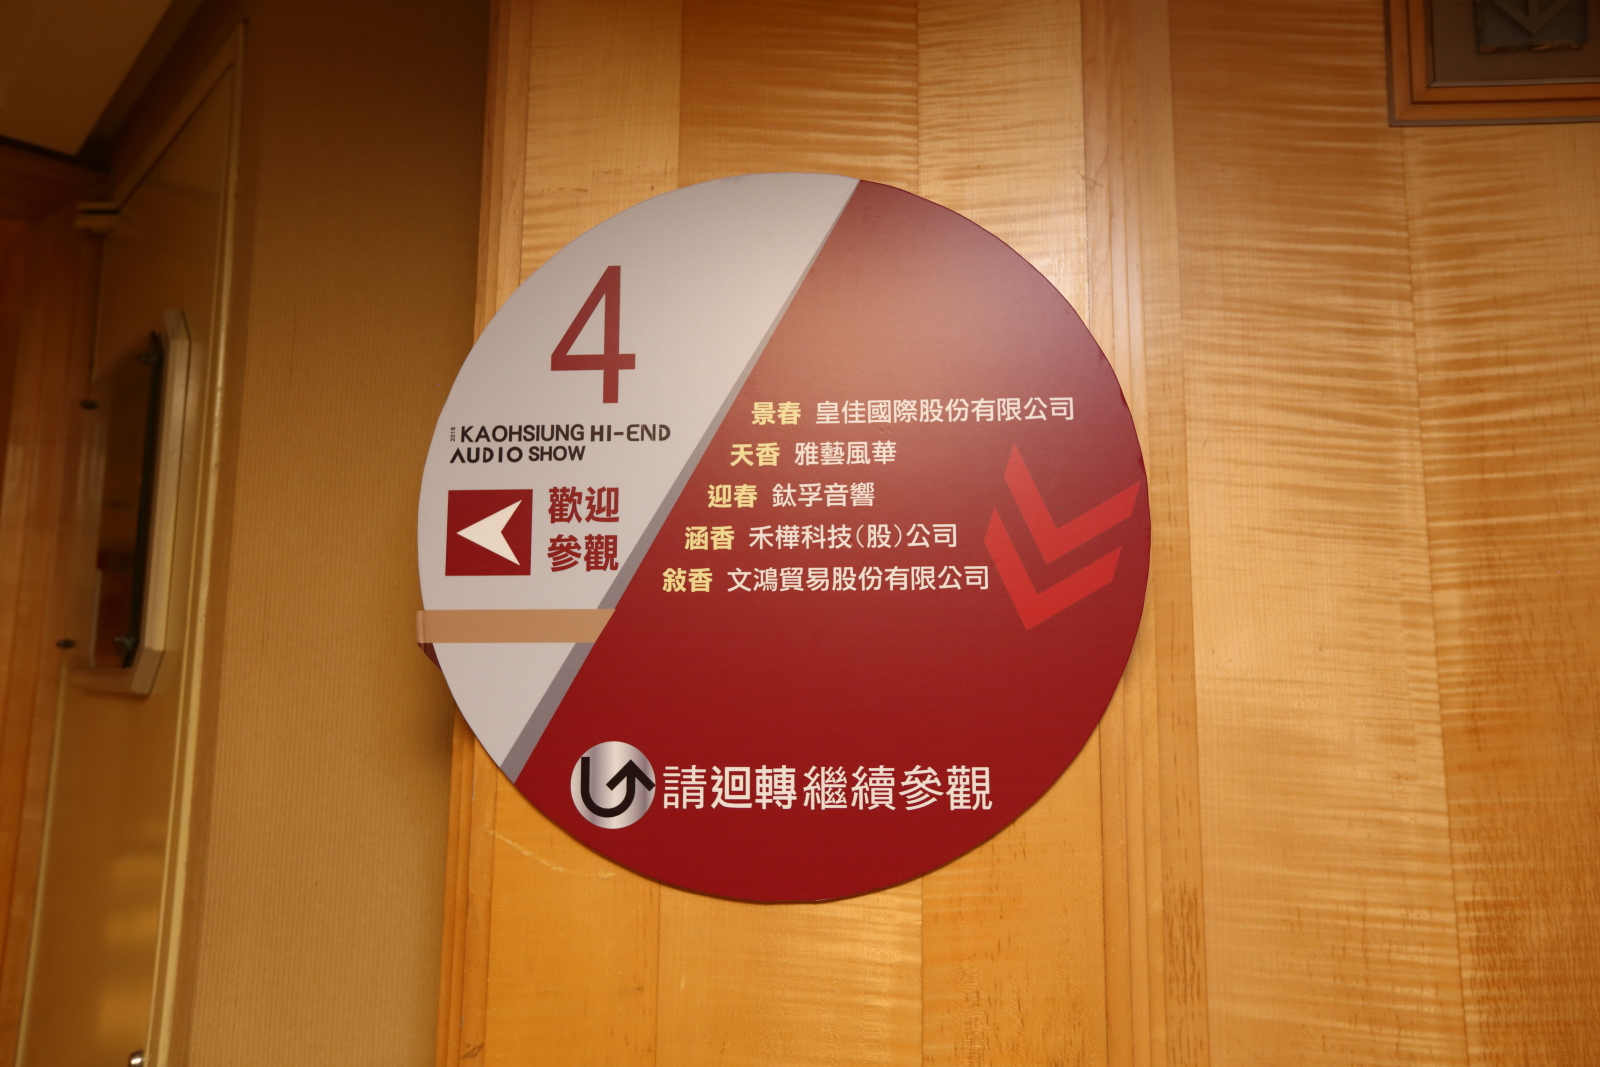 4
2016 KAOHSIUNG HI-END
AUDIO SHOW
歡迎
參觀
景春 皇佳國際股份有限公司
天香 雅藝風華
迎春 鈦孚音響
涵香 禾樺科技(股)公司
敍香 文鴻貿易股份有限公司
請迴轉繼續參觀